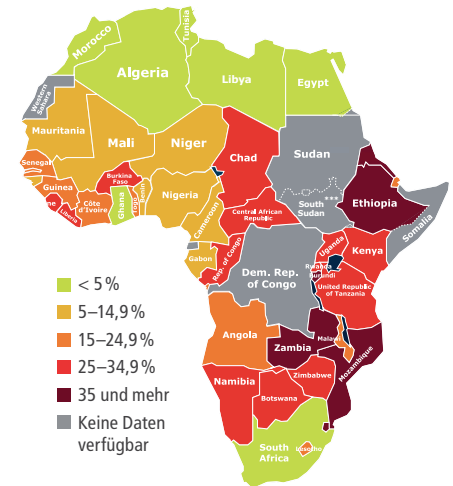 Morocco
Tunisia
Algeria
Libya
Egypt
Western
Sahara
Mauritania
Mali
Niger
Chad
Sudan
Senegal
Guinea
Burkina
Faso
Côte
d'Ivoire
Ghana
Togo
Benin
Nigeria
Liberia
ne
Cameroon
Central African
Republic
South
Sudan
***
Ethiopia
Somalia
Gabon
Rep. of Congo
Dem. Rep.
of Congo
Uganda
Kenya
Rwanda
Burundi
United Republic
of Tanzania
Angola
Zambia
Malawi
Mozambique
Zimbabwe
Namibia
Botswana
South
Africa
Lesotho
< 5 %
5–14,9 %
15–24,9 %
25–34,9 %
35 und mehr
Keine Daten
verfügbar